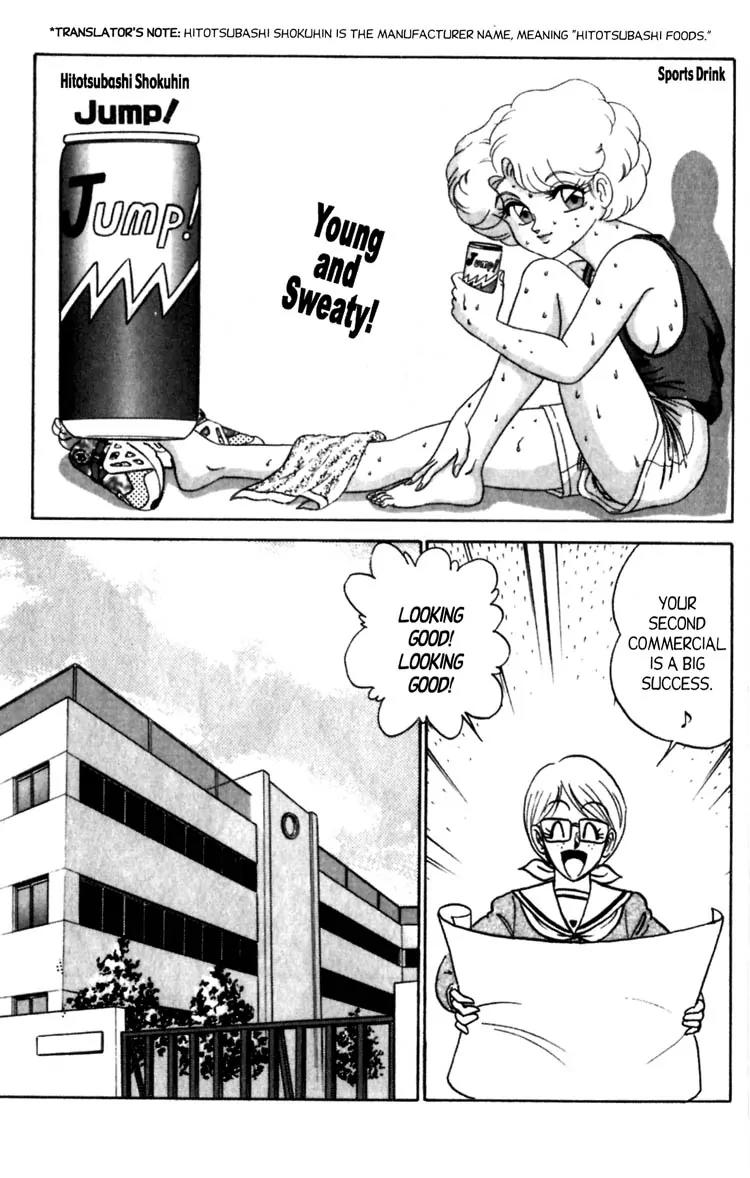 *TRANSLATOR'S NOTE: HITOTSUBASHI SHOKUHIN IS THE MANUFACTURER NAME, MEANING "HITOTSUBASHI FOODS."
Hitotsubashi Shokuhin
Jump!
Sports Drink
Jump!
Young
and
Sweaty!
Jump!
LOOKING
GOOD!
LOOKING
GOOD!
YOUR
SECOND
COMMERCIAL
IS A BIG
SUCCESS.
♪